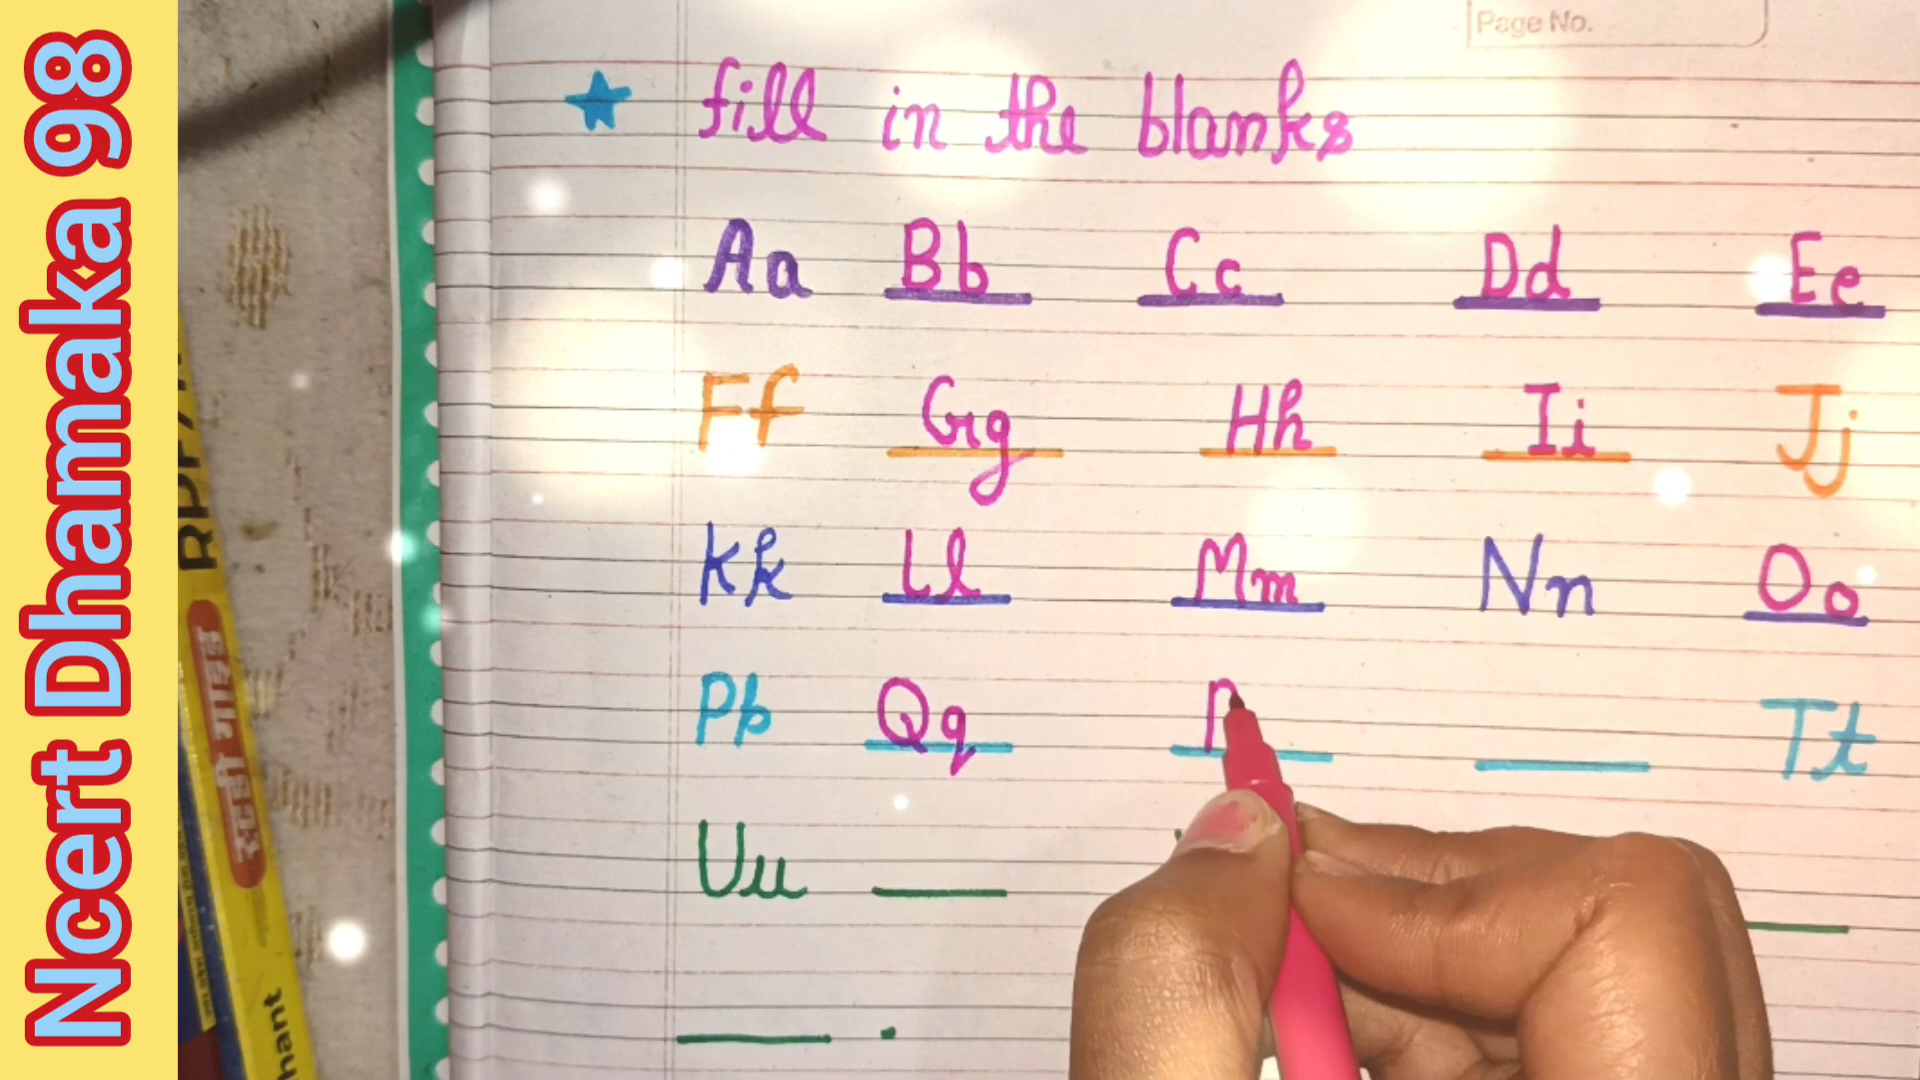 Ncert Dhamaka 98
Page No.
fill in the blanks
Aa Bb Cc Dd Ee
Ff Gg Hh Ii Jj
Kk Ll Mm Nn Oo
Pp Qq Tt
Uu